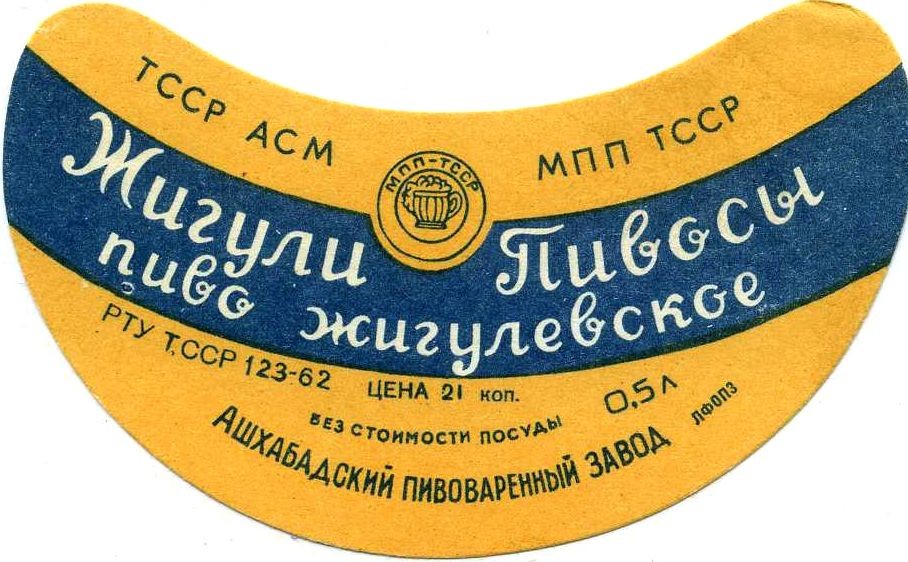 ТССР АСМ
МПП ТССР
МПП-ТССР
Жигули Пивосы
пиво жигулевское
РТУ ТССР 123-62
ЦЕНА 21 коп.
БЕЗ СТОИМОСТИ ПОСУДЫ
0,5 л
АШХАБАДСКИЙ ПИВОВАРЕННЫЙ ЗАВОД
ЛФОПЗ